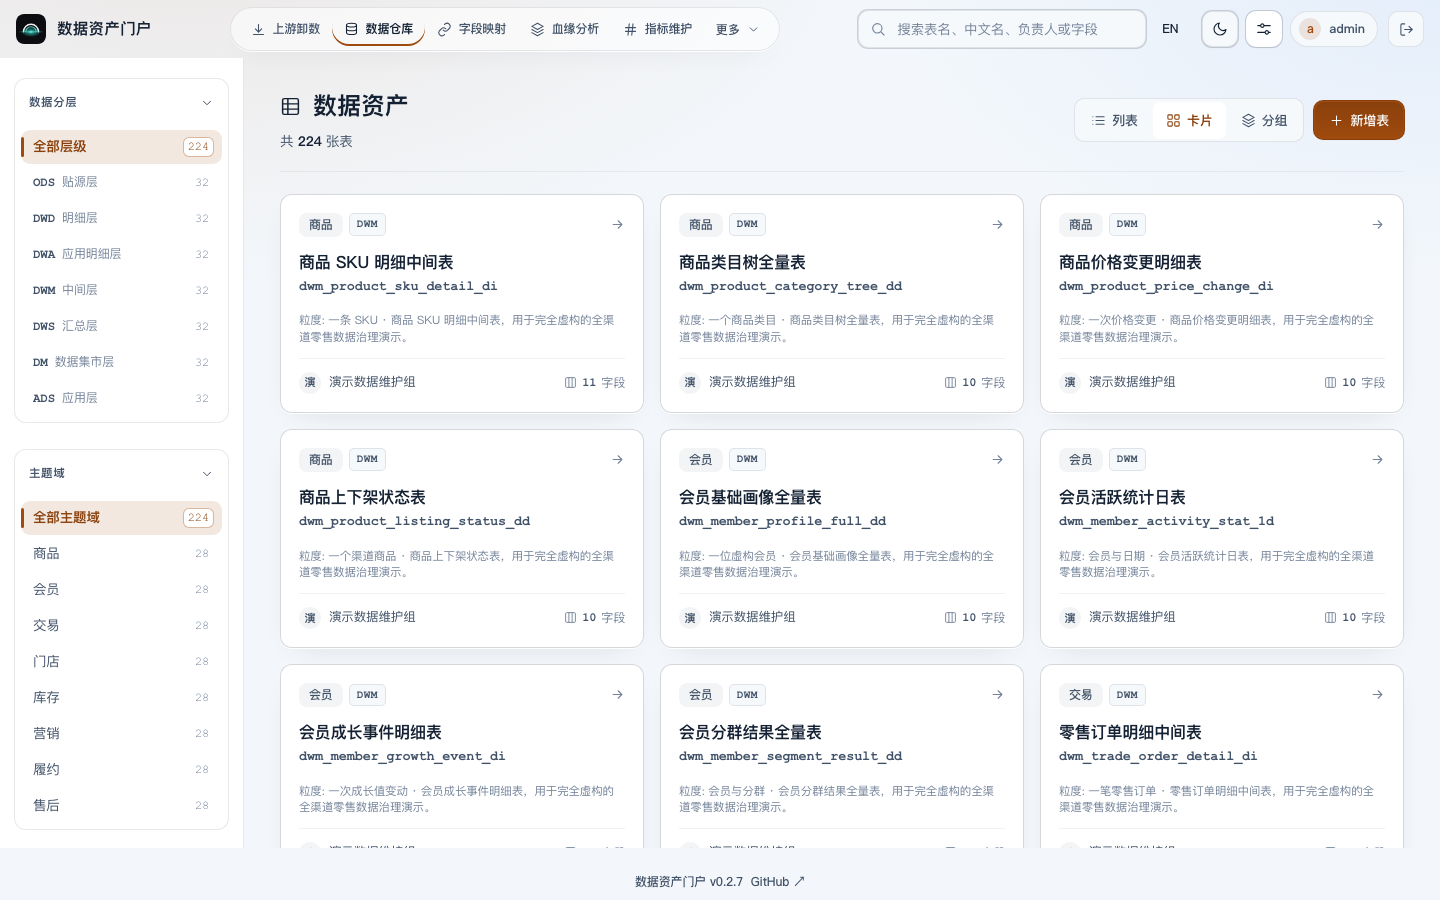 数据资产门户
上游卸数
数据仓库
字段映射
血缘分析
指标维护
更多
搜索表名、中文名、负责人或字段
EN
a
admin
数据分层
全部层级 224
ODS 贴源层 32
DWD 明细层 32
DWA 应用明细层 32
DWM 中间层 32
DWS 汇总层 32
DM 数据集市层 32
ADS 应用层 32
主题域
全部主题域 224
商品 28
会员 28
交易 28
门店 28
库存 28
营销 28
履约 28
售后 28
数据资产
共 224 张表
列表
卡片
分组
新增表
商品 DWM
商品 SKU 明细中间表
dwm_product_sku_detail_di
粒度: 一条 SKU · 商品 SKU 明细中间表，用于完全虚构的全渠
道零售数据治理演示。
演 演示数据维护组 11 字段
商品 DWM
商品类目树全量表
dwm_product_category_tree_dd
粒度: 一个商品类目 · 商品类目树全量表，用于完全虚构的全渠
道零售数据治理演示。
演 演示数据维护组 10 字段
商品 DWM
商品价格变更明细表
dwm_product_price_change_di
粒度: 一次价格变更 · 商品价格变更明细表，用于完全虚构的全
渠道零售数据治理演示。
演 演示数据维护组 10 字段
商品 DWM
商品上下架状态表
dwm_product_listing_status_dd
粒度: 一个渠道商品 · 商品上下架状态表，用于完全虚构的全渠
道零售数据治理演示。
演 演示数据维护组 10 字段
会员 DWM
会员基础画像全量表
dwm_member_profile_full_dd
粒度: 一位虚构会员 · 会员基础画像全量表，用于完全虚构的全
渠道零售数据治理演示。
演 演示数据维护组 10 字段
会员 DWM
会员活跃统计日表
dwm_member_activity_stat_1d
粒度: 会员与日期 · 会员活跃统计日表，用于完全虚构的全渠道
零售数据治理演示。
演 演示数据维护组 10 字段
会员 DWM
会员成长事件明细表
dwm_member_growth_event_di
粒度: 一次成长值变动 · 会员成长事件明细表，用于完全虚构的
全渠道零售数据治理演示。
会员 DWM
会员分群结果全量表
dwm_member_segment_result_dd
粒度: 会员与分群 · 会员分群结果全量表，用于完全虚构的全渠
道零售数据治理演示。
交易 DWM
零售订单明细中间表
dwm_trade_order_detail_di
粒度: 一笔零售订单 · 零售订单明细中间表，用于完全虚构的全
渠道零售数据治理演示。
数据资产门户 v0.2.7 GitHub ↗